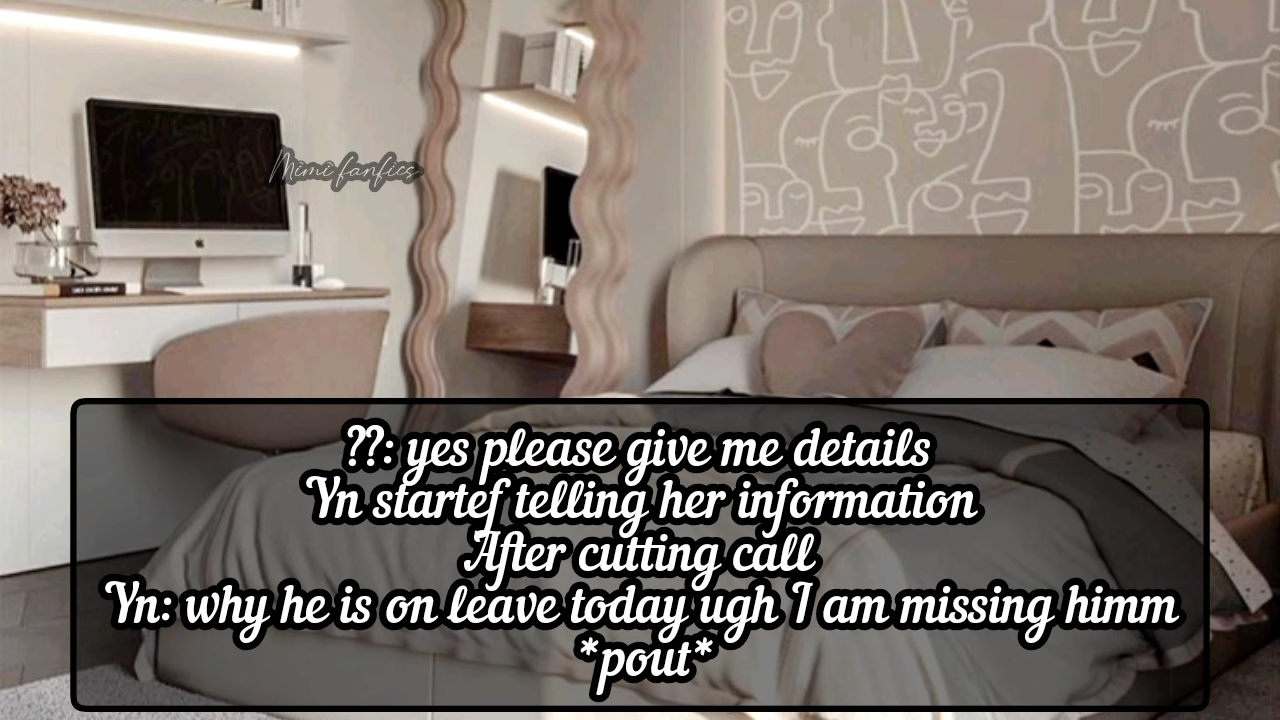 Mimi fanfics
??: yes please give me details
Yn startef telling her information
After cutting call
Yn: why he is on leave today ugh I am missing himm
*pout*